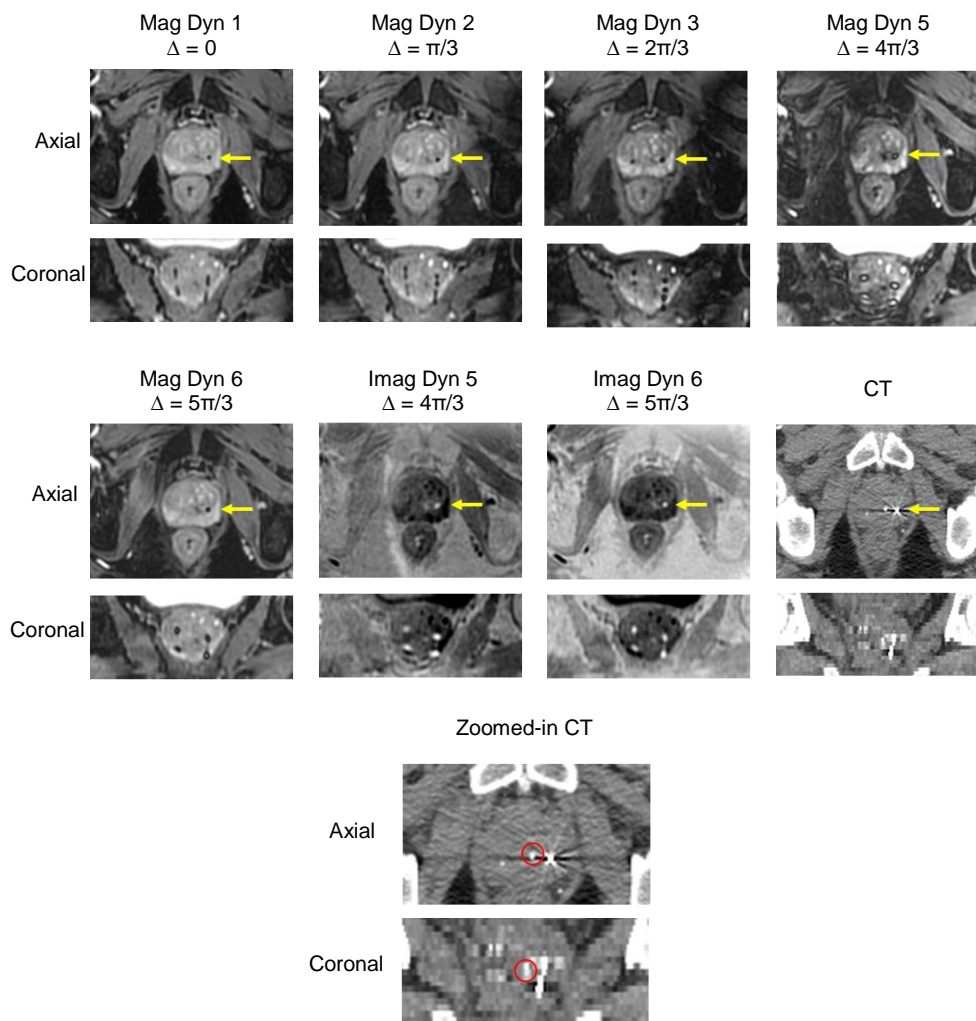 Mag Dyn 1 Mag Dyn 2 Mag Dyn 3 Mag Dyn 5
Δ = 0 Δ = π/3 Δ = 2π/3 Δ = 4π/3
Axial
Coronal
Mag Dyn 6 Imag Dyn 5 Imag Dyn 6 CT
Δ = 5π/3 Δ = 4π/3 Δ = 5π/3
Axial
Coronal
Zoomed-in CT
Axial
Coronal